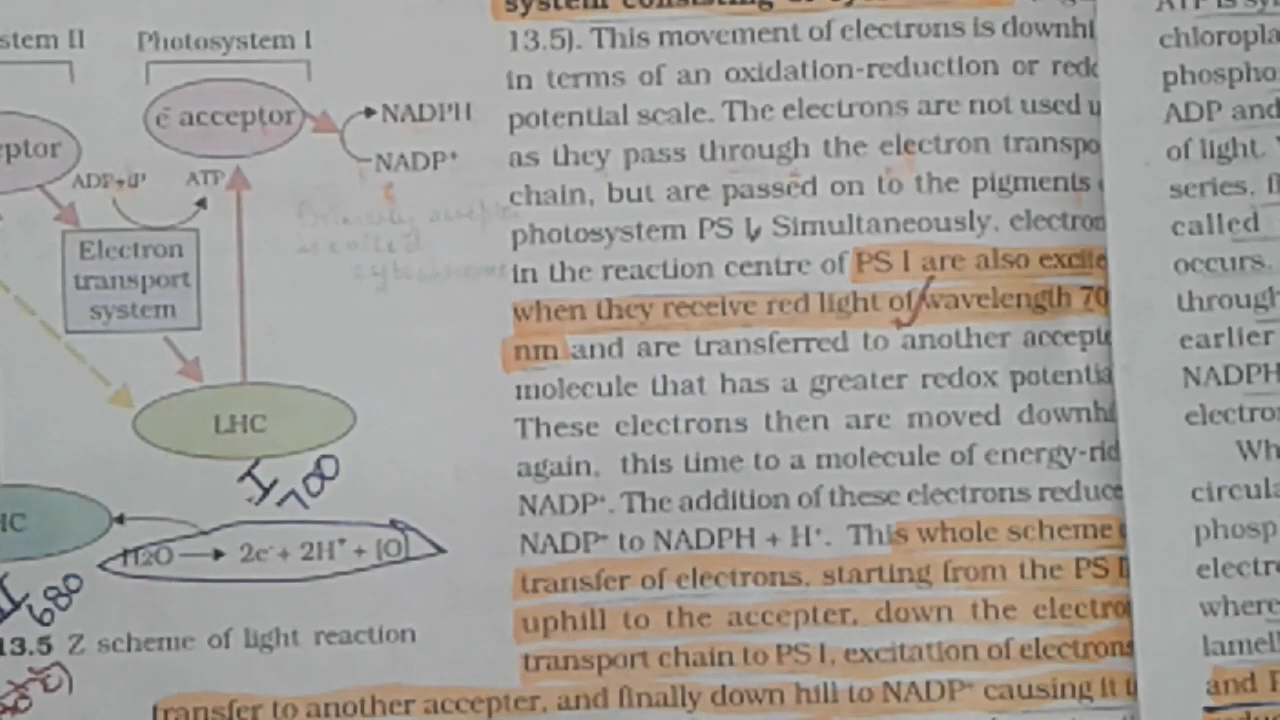 stem II
Photosystem I
e acceptor
NADPH
NADP⁺
ptor
ADP+iP
ATP
Electron
transport
system
LHC
I
700
HC
H2O → 2e⁻+ 2H⁺ + [O]
II
680
13.5 Z scheme of light reaction
13.5). This movement of electrons is downhi
in terms of an oxidation-reduction or redo
potential scale. The electrons are not used u
as they pass through the electron transpo
chain, but are passed on to the pigments
photosystem PS I. Simultaneously, electron
in the reaction centre of PS I are also excite
when they receive red light of wavelength 70
nm and are transferred to another accepte
molecule that has a greater redox potentia
These electrons then are moved downhi
again, this time to a molecule of energy-rid
NADP⁺. The addition of these electrons reduce
NADP⁺ to NADPH + H⁺. This whole scheme
transfer of electrons, starting from the PS I
uphill to the accepter, down the electro
transport chain to PS I, excitation of electrons
transfer to another accepter, and finally down hill to NADP⁺ causing it t
chloropla
phospho
ADP and
of light.
series,
called
occurs.
through
earlier
NADPH
electron
Wh
circula
phosp
electr
where
lamell
and